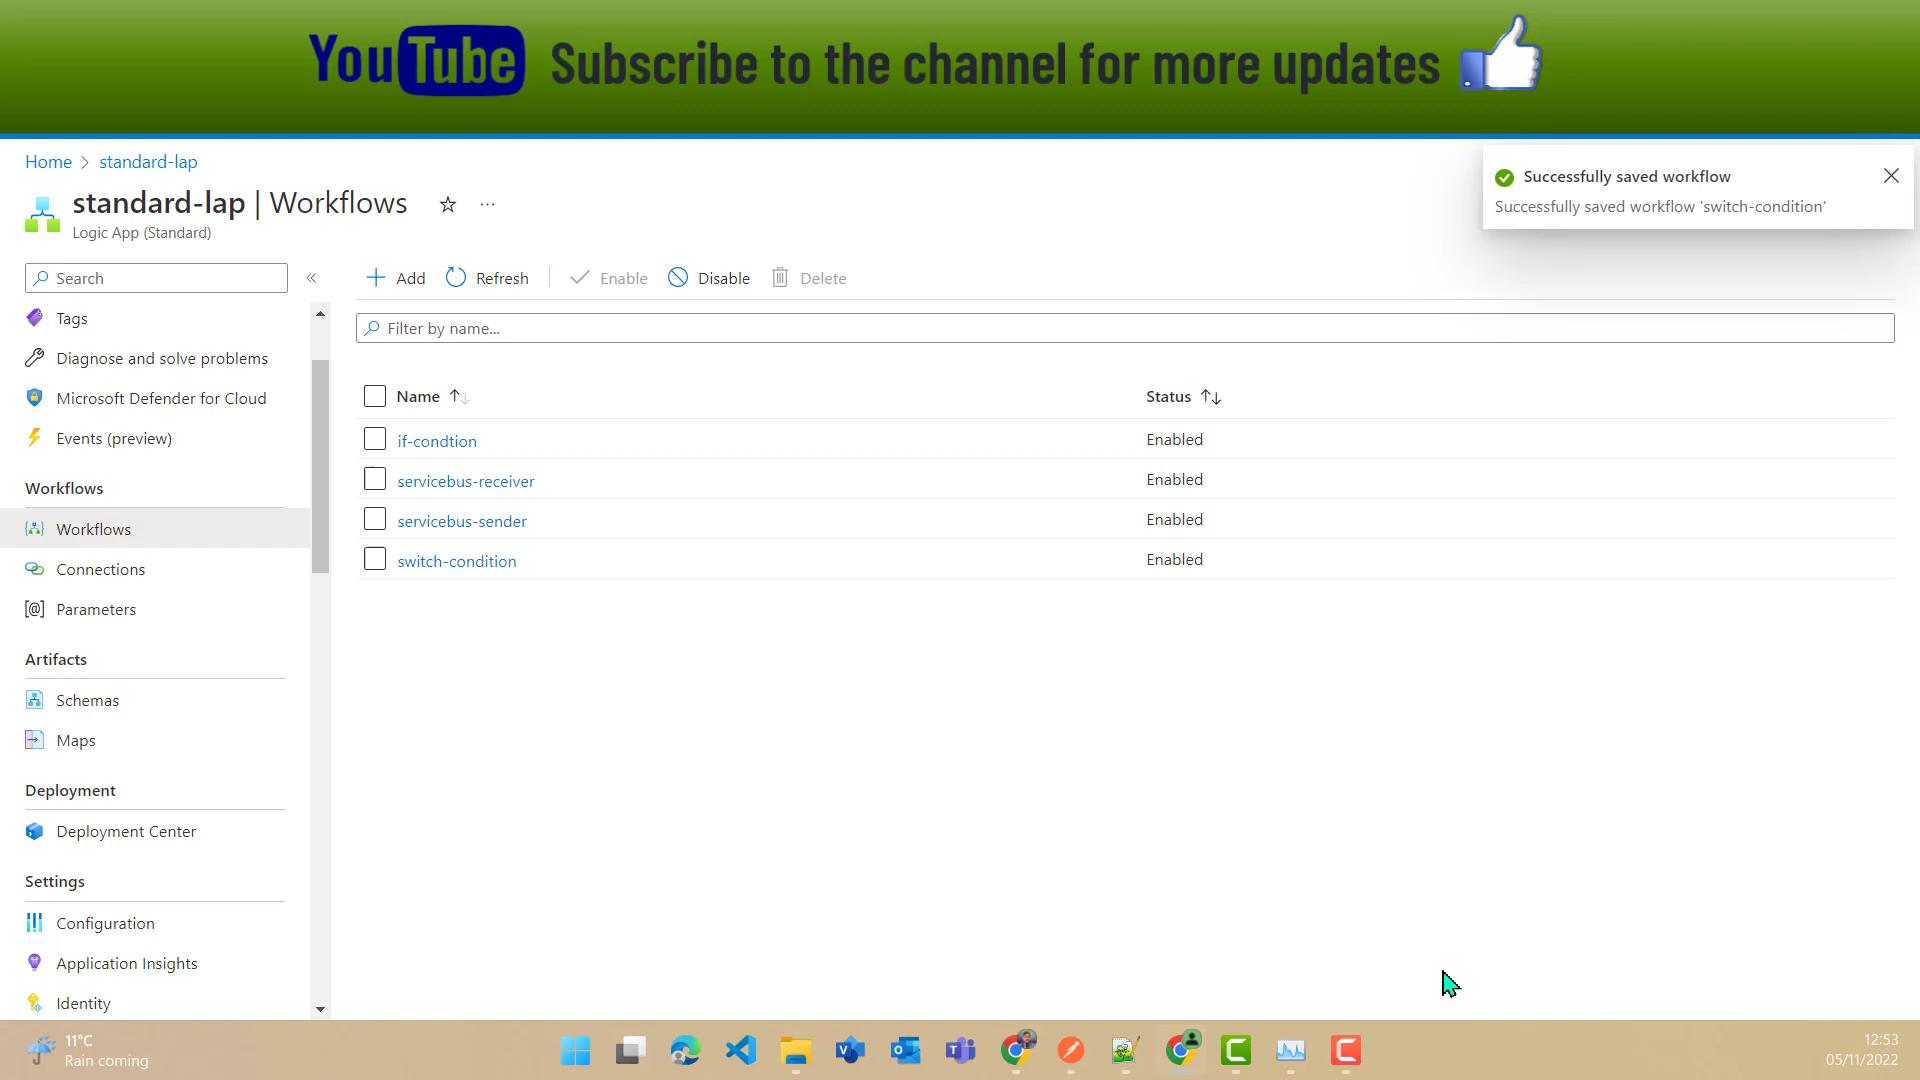 YouTube Subscribe to the channel for more updates
Home > standard-lap
standard-lap | Workflows ☆ ...
Logic App (Standard)
Successfully saved workflow
Successfully saved workflow 'switch-condition'
Search «
Tags
Diagnose and solve problems
Microsoft Defender for Cloud
Events (preview)
Workflows
Workflows
Connections
Parameters
Artifacts
Schemas
Maps
Deployment
Deployment Center
Settings
Configuration
Application Insights
Identity
Add Refresh Enable Disable Delete
Filter by name...
Name ↑↓ Status ↑↓
if-condtion Enabled
servicebus-receiver Enabled
servicebus-sender Enabled
switch-condition Enabled
11°C
Rain coming
12:53
05/11/2022